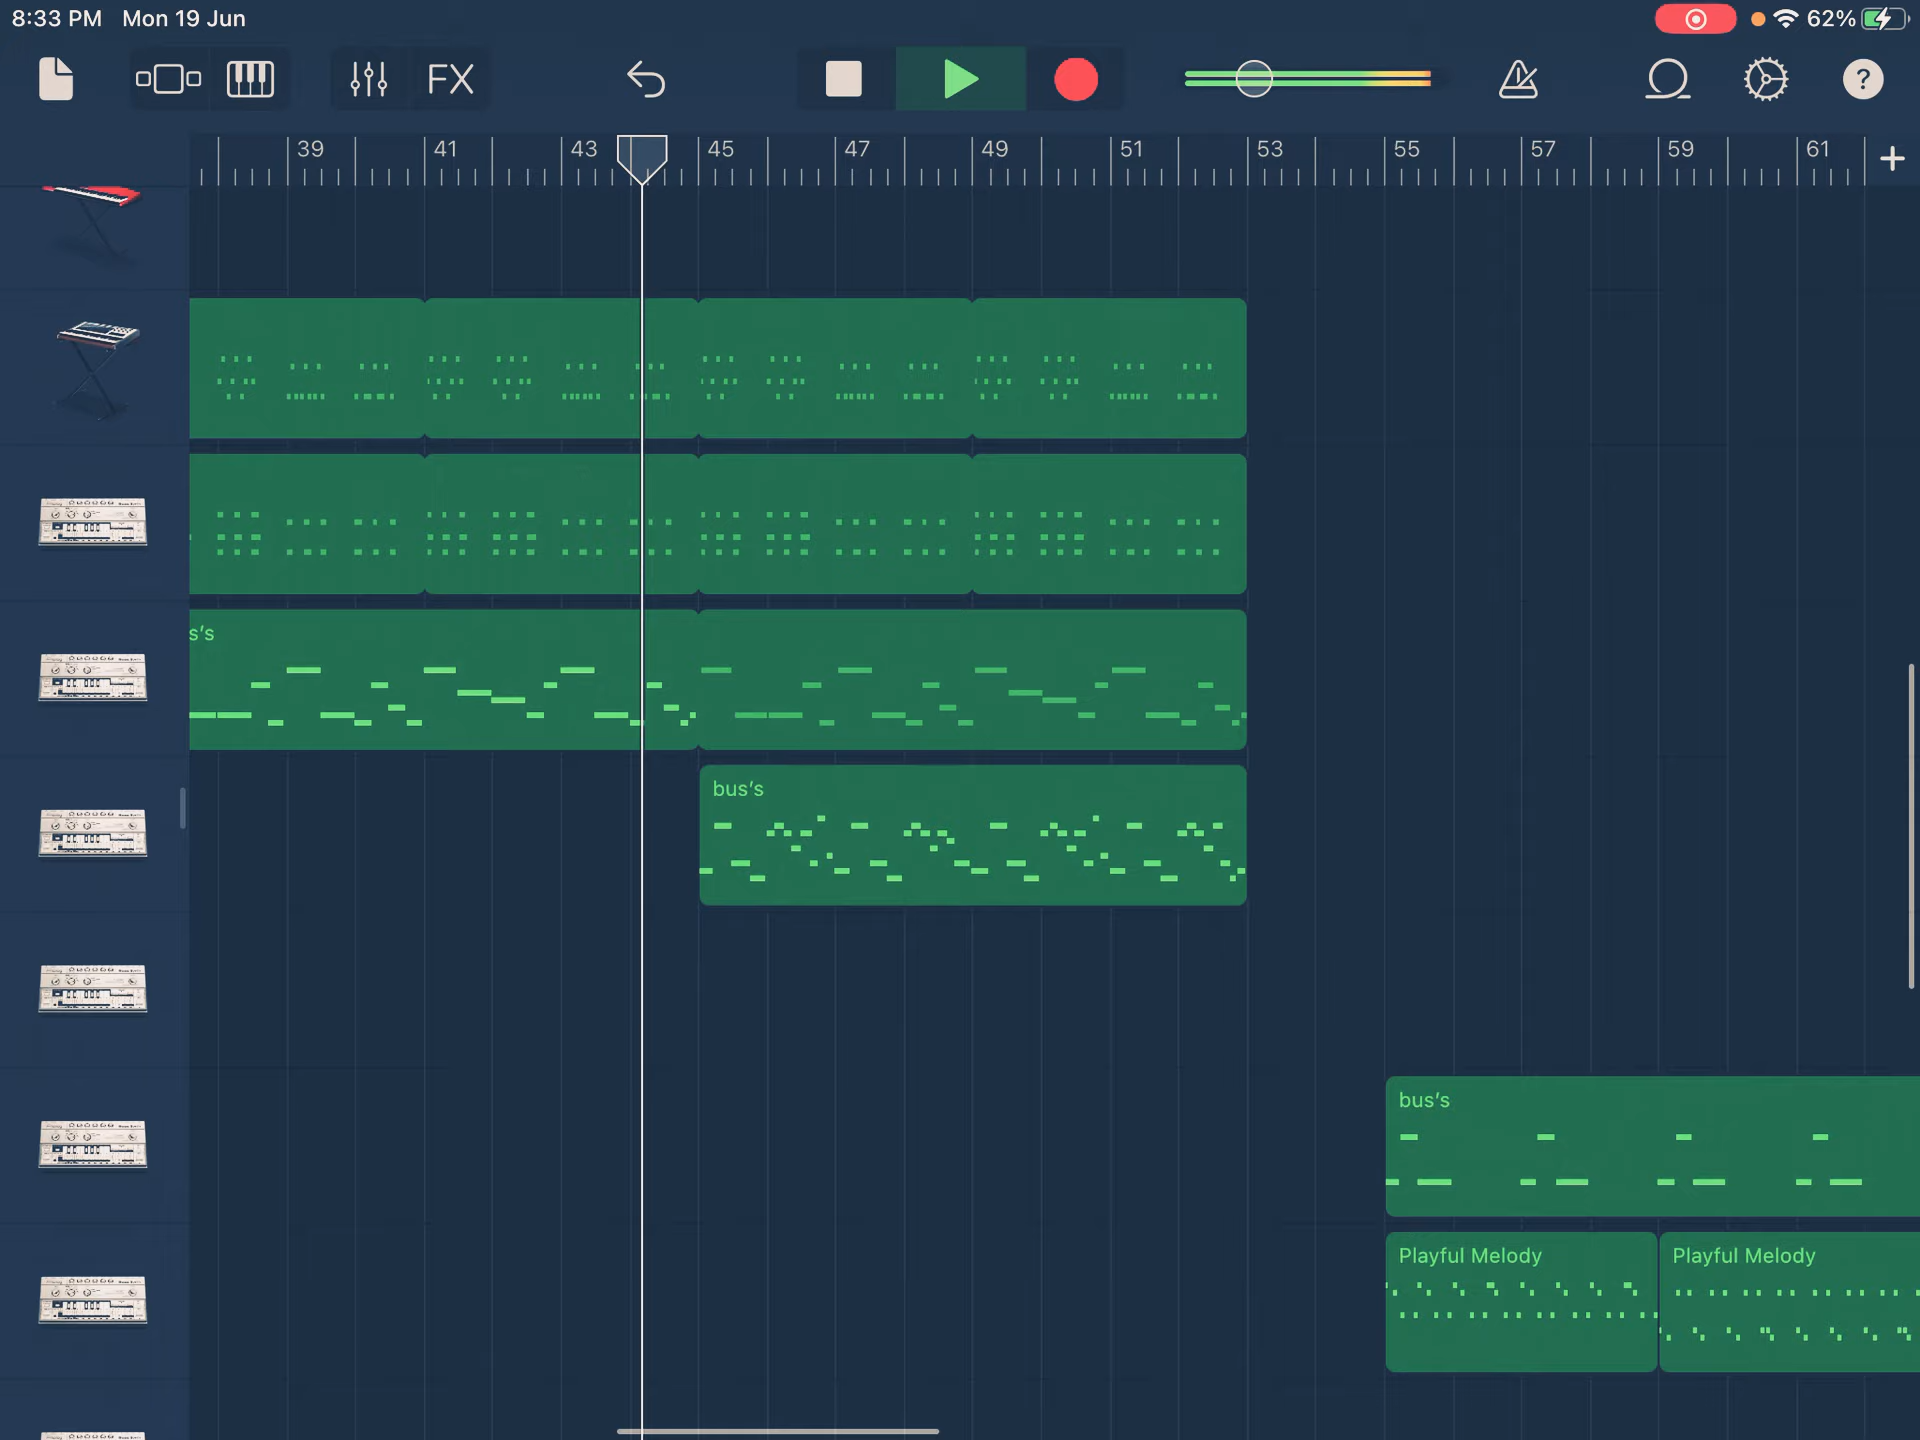 8:33 PM Mon 19 Jun
62%
FX
?
39 41 43 45 47 49 51 53 55 57 59 61 +
s's
bus's
bus's
Playful Melody Playful Melody